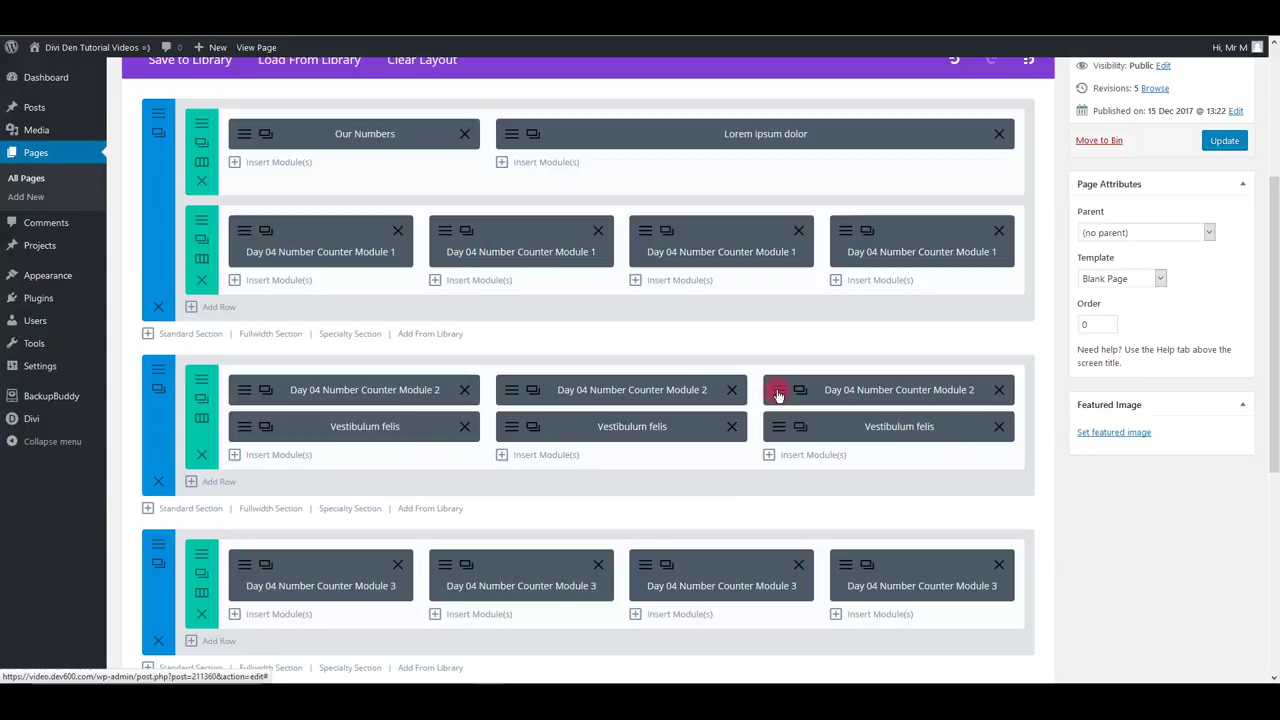 Divi Den Tutorial Videos =)
0
New
View Page
Hi, Mr M
Dashboard
Posts
Media
Pages
All Pages
Add New
Comments
Projects
Appearance
Plugins
Users
Tools
Settings
BackupBuddy
Divi
Collapse menu
Save to Library
Load From Library
Clear Layout
Our Numbers
Lorem ipsum dolor
Insert Module(s)
Insert Module(s)
Day 04 Number Counter Module 1
Day 04 Number Counter Module 1
Day 04 Number Counter Module 1
Day 04 Number Counter Module 1
Insert Module(s)
Insert Module(s)
Insert Module(s)
Insert Module(s)
Add Row
Standard Section | Fullwidth Section | Specialty Section | Add From Library
Day 04 Number Counter Module 2
Day 04 Number Counter Module 2
Day 04 Number Counter Module 2
Vestibulum felis
Vestibulum felis
Vestibulum felis
Insert Module(s)
Insert Module(s)
Insert Module(s)
Add Row
Standard Section | Fullwidth Section | Specialty Section | Add From Library
Day 04 Number Counter Module 3
Day 04 Number Counter Module 3
Day 04 Number Counter Module 3
Day 04 Number Counter Module 3
Insert Module(s)
Insert Module(s)
Insert Module(s)
Insert Module(s)
Add Row
Standard Section | Fullwidth Section | Specialty Section | Add From Library
Visibility: Public Edit
Revisions: 5 Browse
Published on: 15 Dec 2017 @ 13:22 Edit
Move to Bin
Update
Page Attributes
Parent
(no parent)
Template
Blank Page
Order
0
Need help? Use the Help tab above the
screen title.
Featured Image
Set featured image
https://video.dev600.com/wp-admin/post.php?post=211360&action=edit#